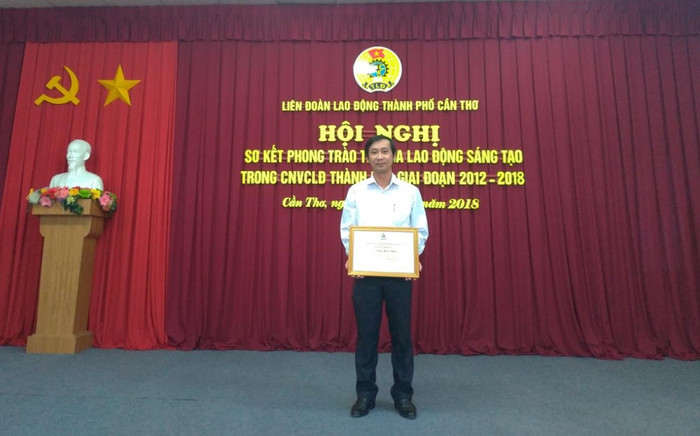 LIÊN ĐOÀN LAO ĐỘNG THÀNH PHỐ CẦN THƠ
HỘI NGHỊ
SƠ KẾT PHONG TRÀO LAO ĐỘNG SÁNG TẠO
TRONG CNVCLĐ THÀNH GIAI ĐOẠN 2012 - 2018
Cần Thơ, năm 2018